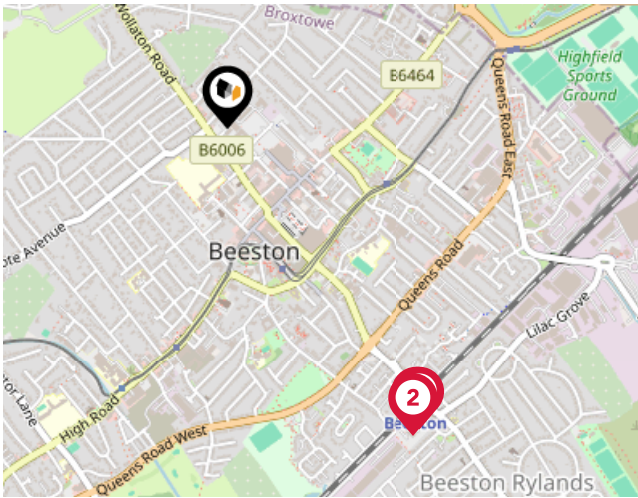 Broxtowe
Wollaton Road
B6464
Highfield
Sports
Ground
B6006
Queens Road East
Beeston
Queens Road
Lilac Grove
High Road
2
Queens Road West
Beeston Rylands